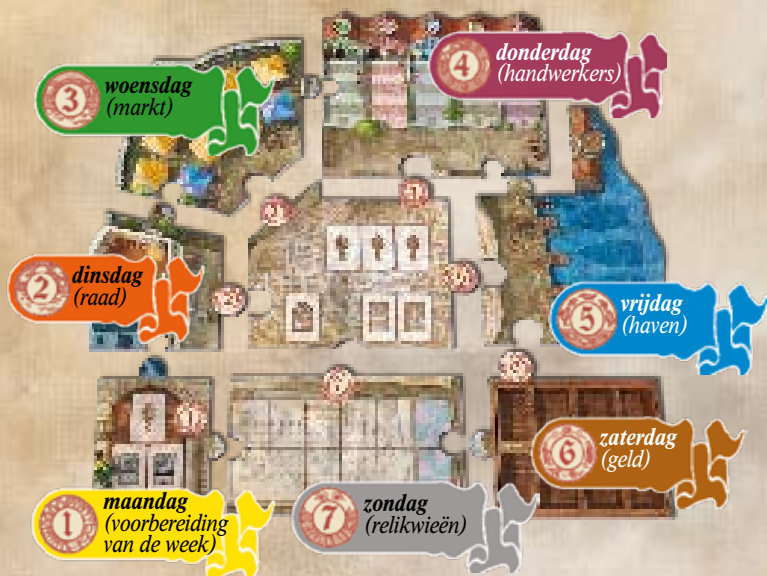 3
woensdag
(markt)
4
donderdag
(handwerkers)
2
dinsdag
(raad)
5
vrijdag
(haven)
6
zaterdag
(geld)
1
maandag
(voorbereiding
van de week)
7
zondag
(relikwieën)